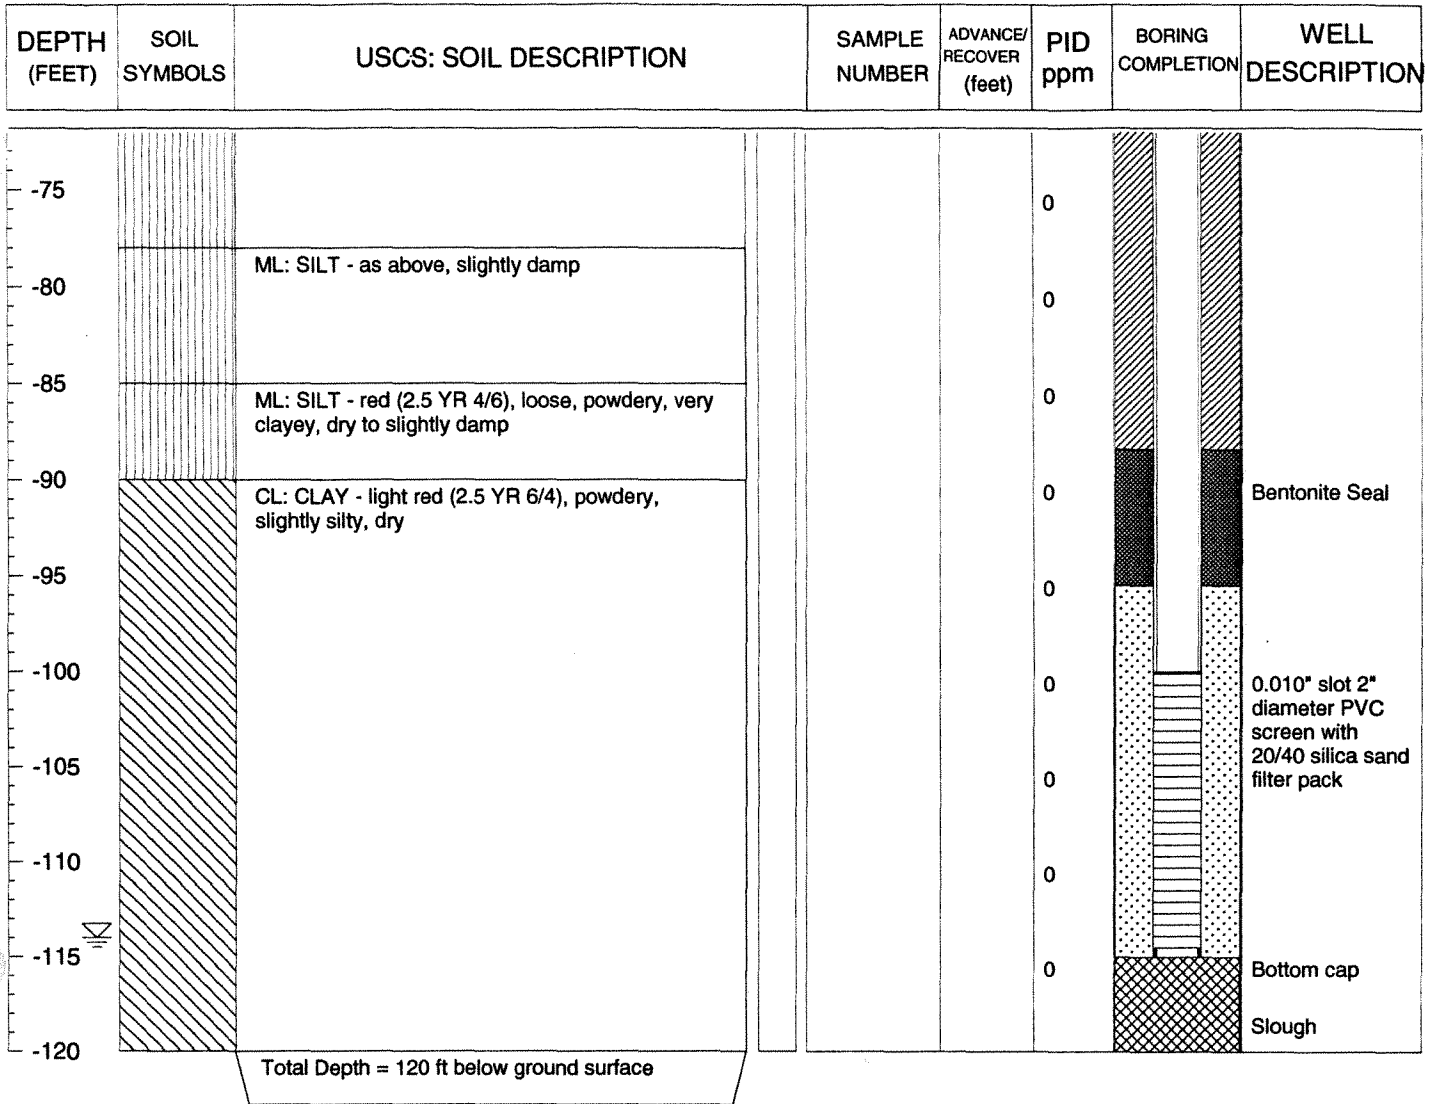 DEPTH
(FEET)
SOIL
SYMBOLS
USCS: SOIL DESCRIPTION
SAMPLE
NUMBER
ADVANCE/
RECOVER
(feet)
PID
ppm
BORING
COMPLETION
WELL
DESCRIPTION
-75
0
ML: SILT - as above, slightly damp
-80
0
-85
ML: SILT - red (2.5 YR 4/6), loose, powdery, very
clayey, dry to slightly damp
0
-90
CL: CLAY - light red (2.5 YR 6/4), powdery,
slightly silty, dry
0
Bentonite Seal
-95
0
-100
0
0.010" slot 2"
diameter PVC
screen with
20/40 silica sand
filter pack
-105
0
-110
0
-115
0
Bottom cap
Slough
-120
Total Depth = 120 ft below ground surface